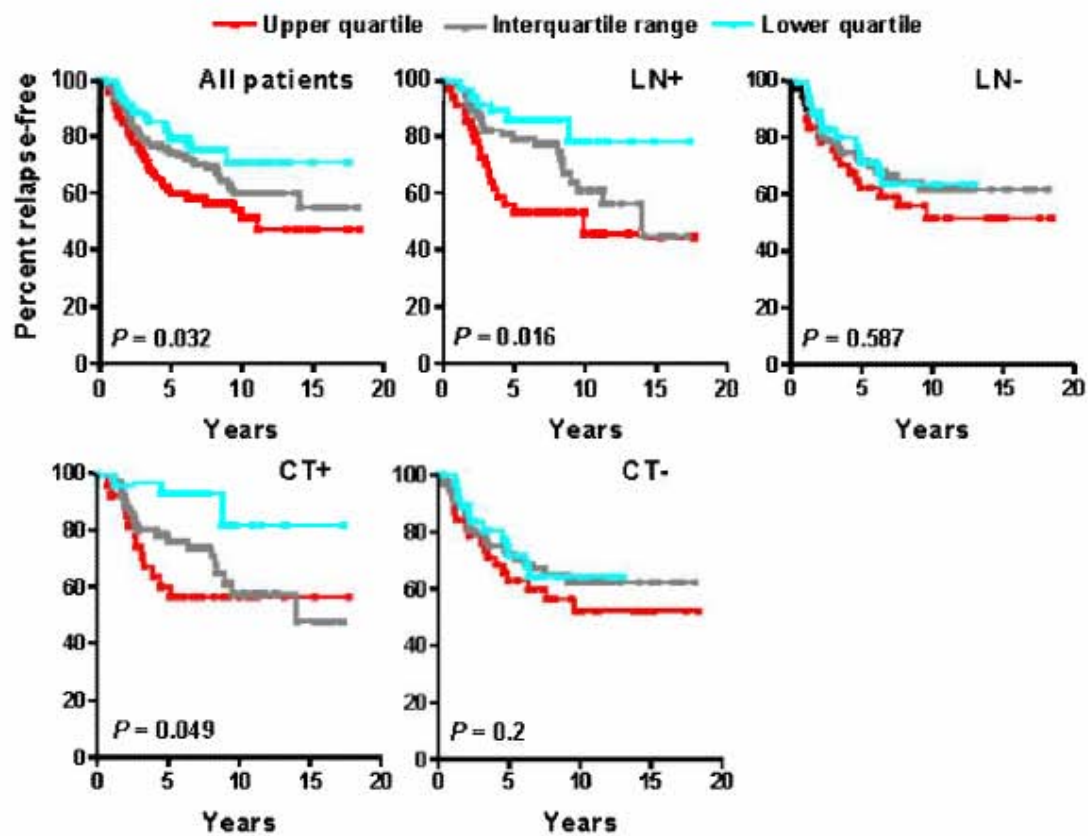 Upper quartile Interquartile range Lower quartile
All patients
100
80
60
40
20
0
Percent relapse-free
P = 0.032
0 5 10 15 20
Years
LN+
100
80
60
40
20
0
P = 0.016
0 5 10 15 20
Years
LN-
100
80
60
40
20
0
P = 0.587
0 5 10 15 20
Years
CT+
100
80
60
40
20
0
P = 0.049
0 5 10 15 20
Years
CT-
100
80
60
40
20
0
P = 0.2
0 5 10 15 20
Years